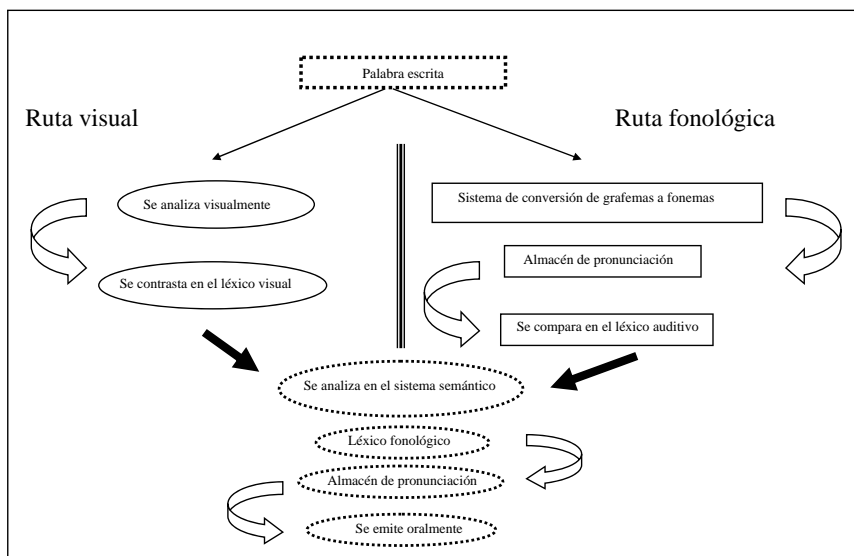 Palabra escrita
Ruta visual
Ruta fonológica
Se analiza visualmente
Sistema de conversión de grafemas a fonemas
Se contrasta en el léxico visual
Almacén de pronunciación
Se compara en el léxico auditivo
Se analiza en el sistema semántico
Léxico fonológico
Almacén de pronunciación
Se emite oralmente